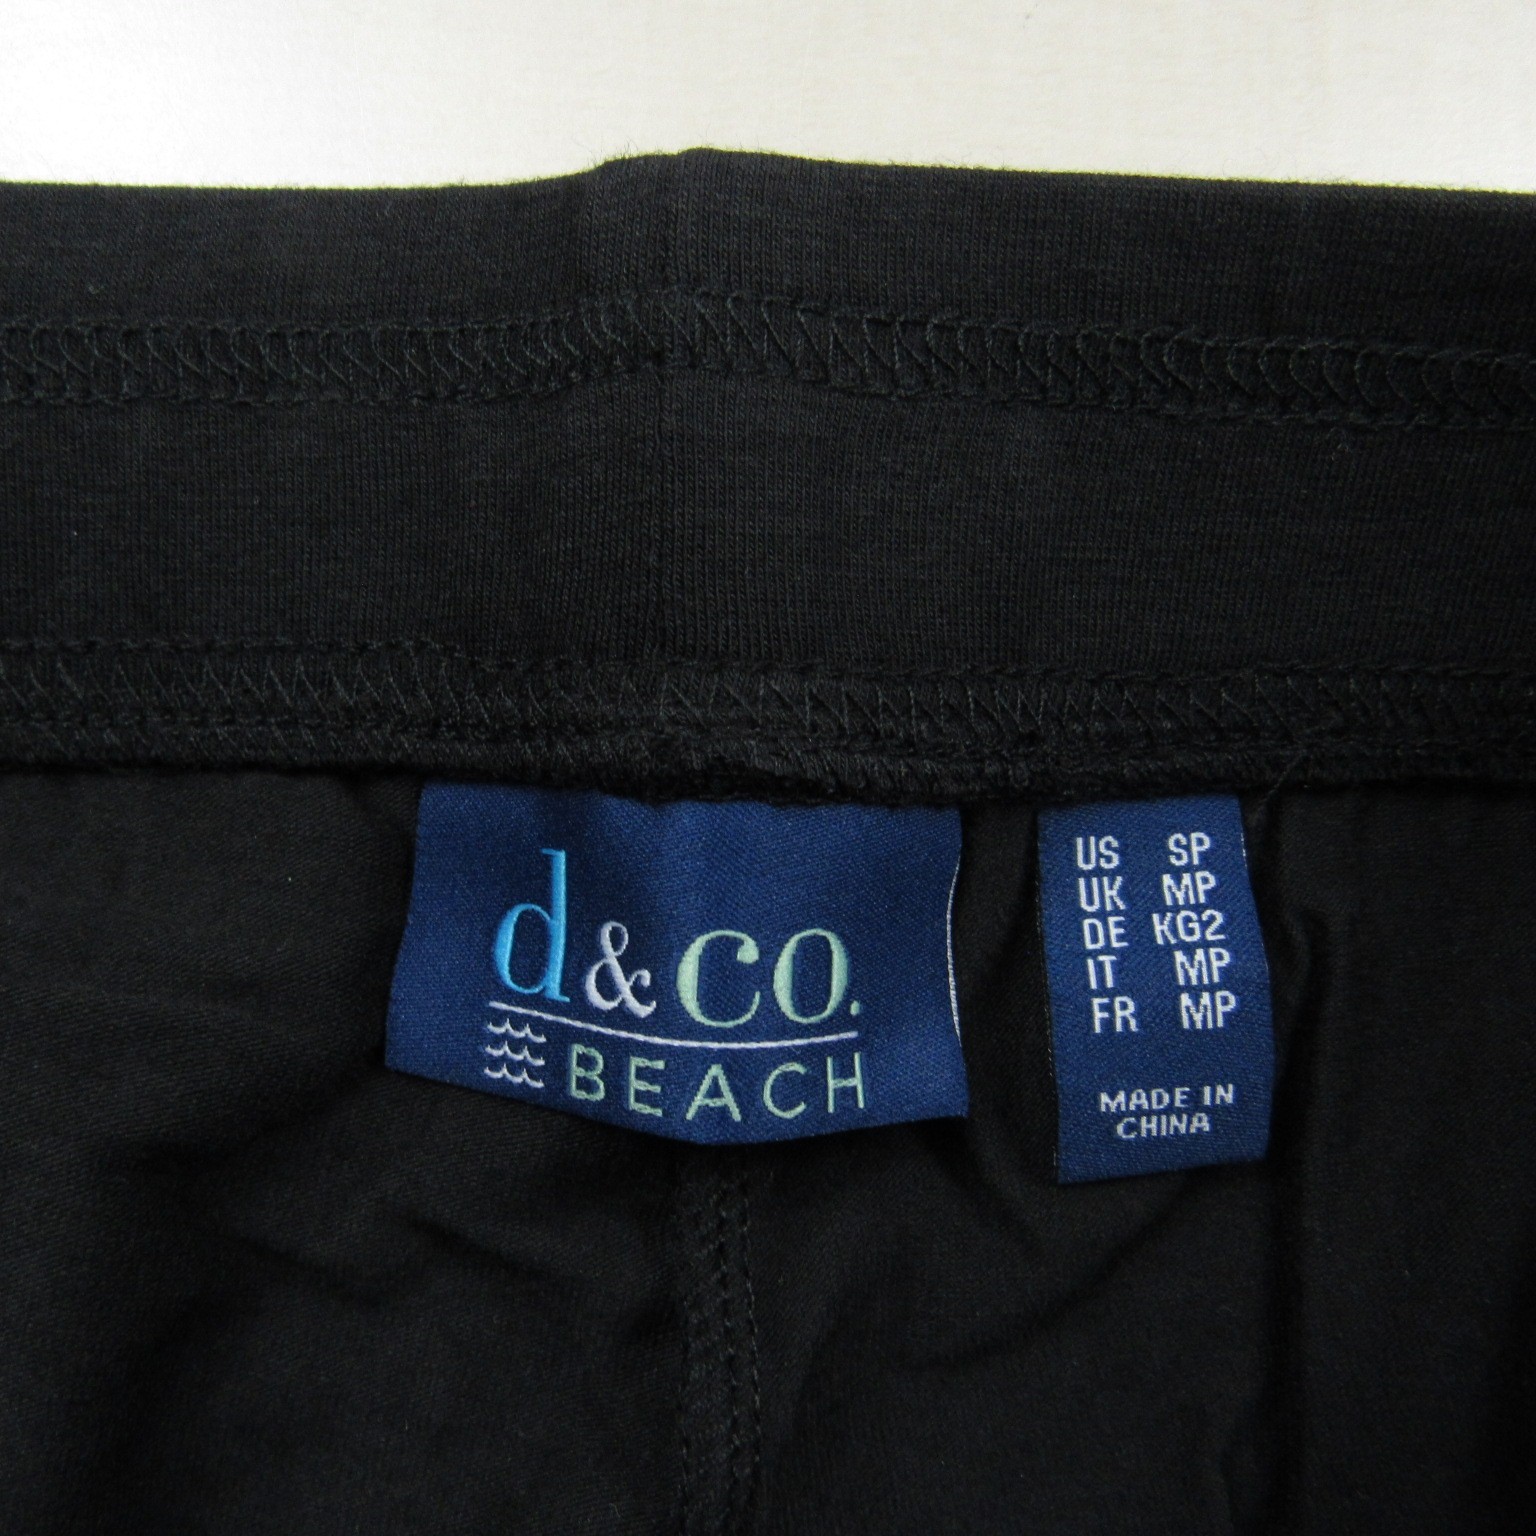 d&co.
BEACH
US SP
UK MP
DE KG2
IT MP
FR MP
MADE IN
CHINA